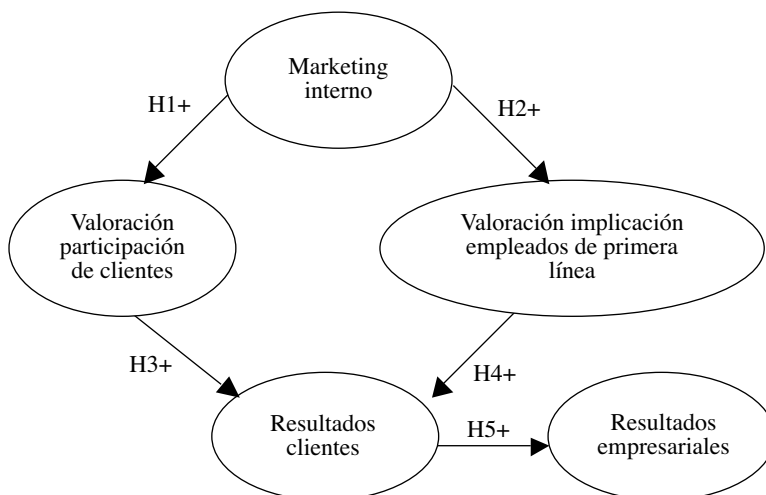 Marketing
interno
H1+
H2+
Valoración
participación
de clientes
Valoración implicación
empleados de primera
línea
H3+
H4+
Resultados
clientes
H5+
Resultados
empresariales